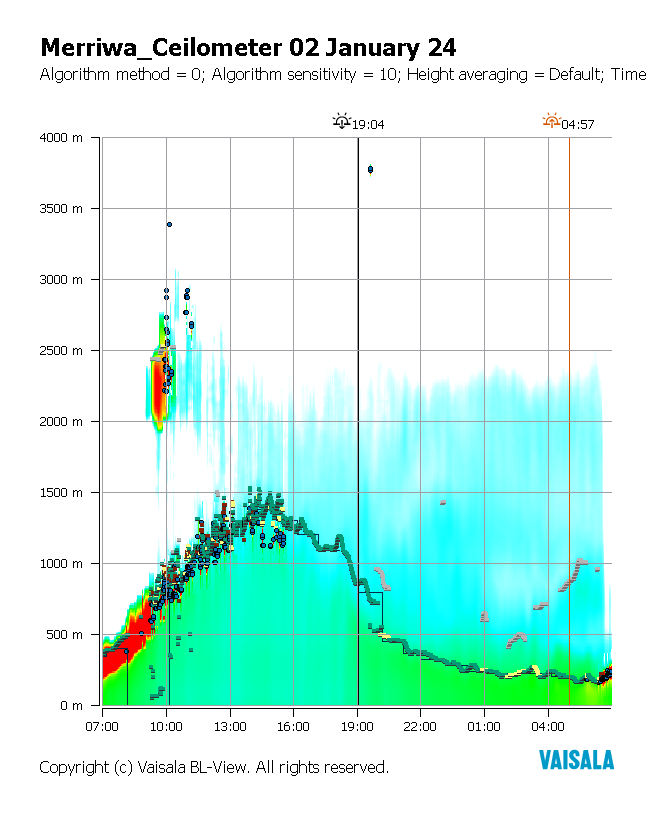 Merriwa_Ceilometer 02 January 24
Algorithm method = 0; Algorithm sensitivity = 10; Height averaging = Default; Time
19:04 04:57
4000 m
3500 m
3000 m
2500 m
2000 m
1500 m
1000 m
500 m
0 m
07:00 10:00 13:00 16:00 19:00 22:00 01:00 04:00
Copyright (c) Vaisala BL-View. All rights reserved.
VAISALA